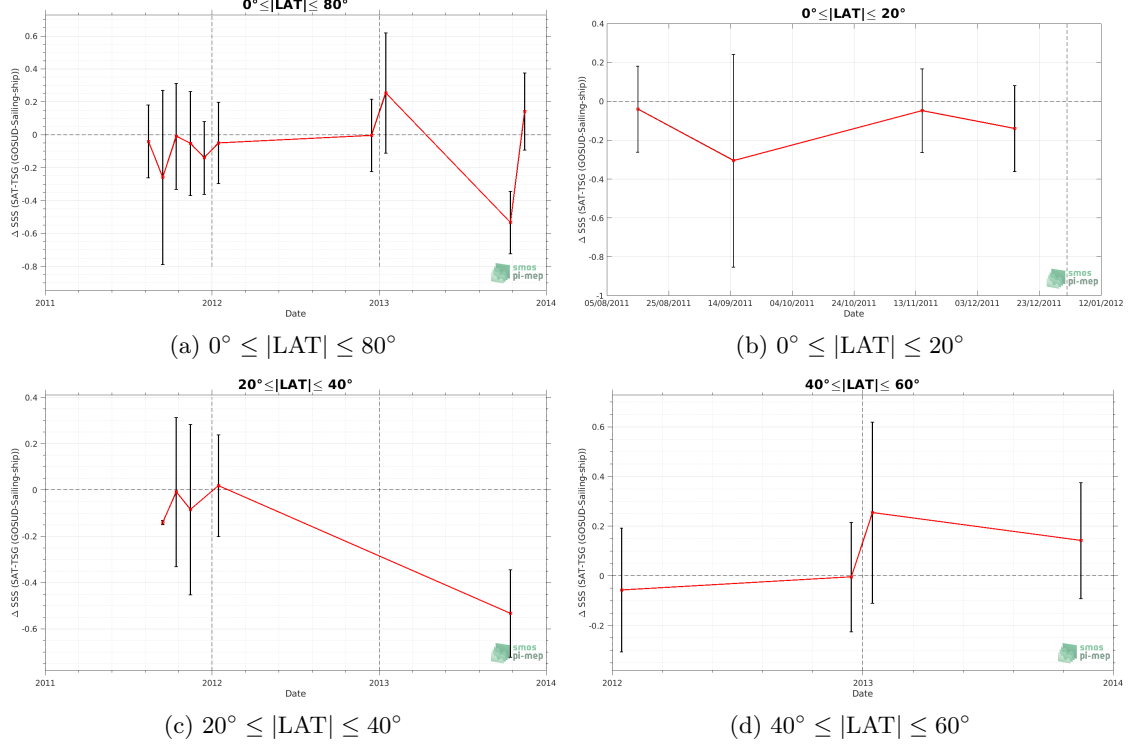 0°≤|LAT|≤ 80°
0.6
0.4
0.2
0
-0.2
-0.4
-0.6
-0.8
Δ SSS (SAT-TSG (GOSUD-Sailing-ship))
2011
2012
2013
2014
Date
smos
pi-mep
(a) 0° ≤ |LAT| ≤ 80°
0°≤|LAT|≤ 20°
0.4
0.2
0
-0.2
-0.4
-0.6
-0.8
-1
Δ SSS (SAT-TSG (GOSUD-Sailing-ship))
05/08/2011
25/08/2011
14/09/2011
04/10/2011
24/10/2011
13/11/2011
03/12/2011
23/12/2011
12/01/2012
Date
smos
pi-mep
(b) 0° ≤ |LAT| ≤ 20°
20°≤|LAT|≤ 40°
0.4
0.2
0
-0.2
-0.4
-0.6
Δ SSS (SAT-TSG (GOSUD-Sailing-ship))
2011
2012
2013
2014
Date
smos
pi-mep
(c) 20° ≤ |LAT| ≤ 40°
40°≤|LAT|≤ 60°
0.6
0.4
0.2
0
-0.2
Δ SSS (SAT-TSG (GOSUD-Sailing-ship))
2012
2013
2014
Date
smos
pi-mep
(d) 40° ≤ |LAT| ≤ 60°